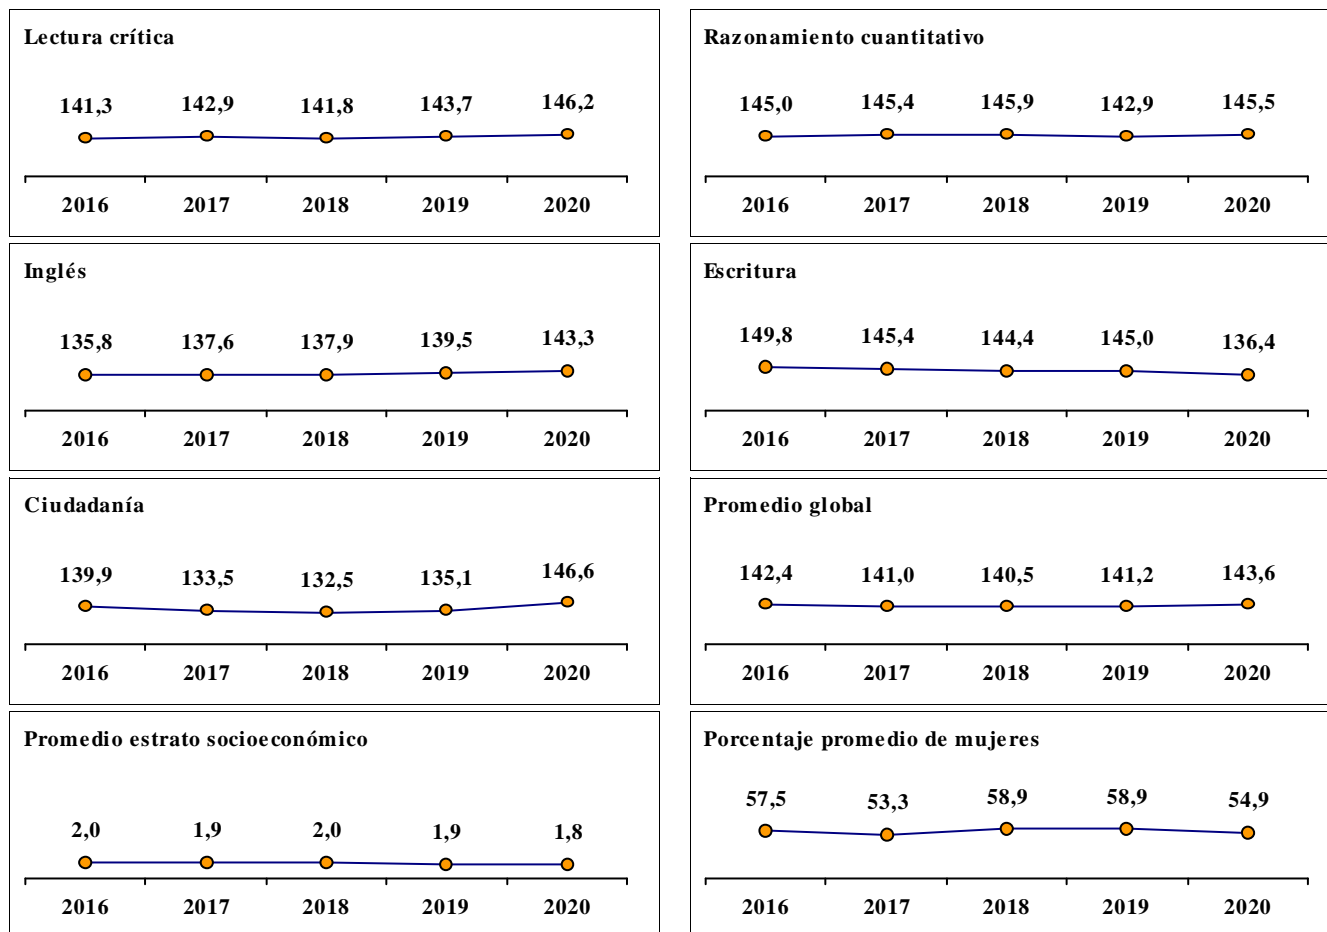 Lectura crítica
141,3 142,9 141,8 143,7 146,2
2016 2017 2018 2019 2020
Razonamiento cuantitativo
145,0 145,4 145,9 142,9 145,5
2016 2017 2018 2019 2020
Inglés
135,8 137,6 137,9 139,5 143,3
2016 2017 2018 2019 2020
Escritura
149,8 145,4 144,4 145,0 136,4
2016 2017 2018 2019 2020
Ciudadanía
139,9 133,5 132,5 135,1 146,6
2016 2017 2018 2019 2020
Promedio global
142,4 141,0 140,5 141,2 143,6
2016 2017 2018 2019 2020
Promedio estrato socioeconómico
2,0 1,9 2,0 1,9 1,8
2016 2017 2018 2019 2020
Porcentaje promedio de mujeres
57,5 53,3 58,9 58,9 54,9
2016 2017 2018 2019 2020